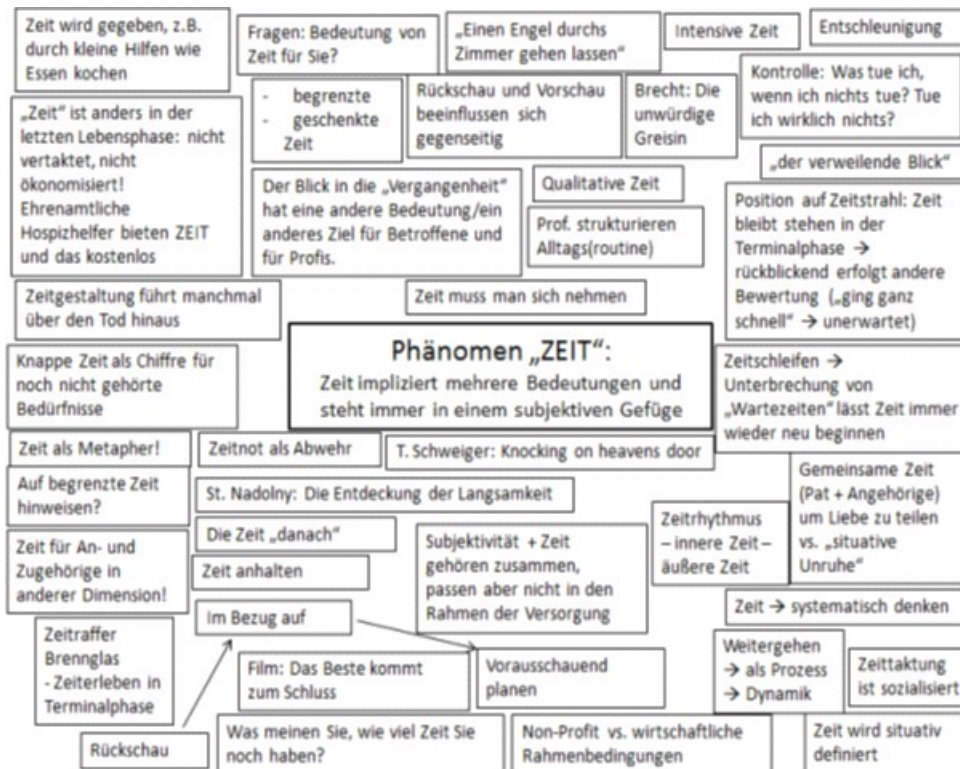 Zeit wird gegeben, z.B.
durch kleine Hilfen wie
Essen kochen
Fragen: Bedeutung von
Zeit für Sie?
„Einen Engel durchs
Zimmer gehen lassen“
Intensive Zeit
Entschleunigung
- begrenzte
- geschenkte
Zeit
Rückschau und Vorschau
beeinflussen sich
gegenseitig
Brecht: Die
unwürdige
Greisin
Kontrolle: Was tue ich,
wenn ich nichts tue? Tue
ich wirklich nichts?
„Zeit“ ist anders in der
letzten Lebensphase: nicht
vertaktet, nicht
ökonomisiert!
Ehrenamtliche
Hospizhelfer bieten ZEIT
und das kostenlos
„der verweilende Blick“
Der Blick in die „Vergangenheit“
hat eine andere Bedeutung/ein
anderes Ziel für Betroffene und
für Profis.
Qualitative Zeit
Prof. strukturieren
Alltags(routine)
Position auf Zeitstrahl: Zeit
bleibt stehen in der
Terminalphase →
rückblickend erfolgt andere
Bewertung („ging ganz
schnell“ → unerwartet)
Zeitgestaltung führt manchmal
über den Tod hinaus
Zeit muss man sich nehmen
Phänomen „ZEIT“:
Zeit impliziert mehrere Bedeutungen und
steht immer in einem subjektiven Gefüge
Knappe Zeit als Chiffre für
noch nicht gehörte
Bedürfnisse
Zeitschleifen →
Unterbrechung von
„Wartezeiten“ lässt Zeit immer
wieder neu beginnen
Zeit als Metapher!
Zeitnot als Abwehr
T. Schweiger: Knocking on heavens door
Auf begrenzte Zeit
hinweisen?
St. Nadolny: Die Entdeckung der Langsamkeit
Gemeinsame Zeit
(Pat + Angehörige)
um Liebe zu teilen
vs. „situative
Unruhe“
Die Zeit „danach“
Zeitrhythmus
– innere Zeit –
äußere Zeit
Zeit für An- und
Zugehörige in
anderer Dimension!
Zeit anhalten
Subjektivität + Zeit
gehören zusammen,
passen aber nicht in den
Rahmen der Versorgung
Zeit → systematisch denken
Im Bezug auf
Zeitraffer
Brennglas
- Zeiterleben in
Terminalphase
Film: Das Beste kommt
zum Schluss
Vorausschauend
planen
Weitergehen
→ als Prozess
→ Dynamik
Zeittaktung
ist sozialisiert
Rückschau
Was meinen Sie, wie viel Zeit Sie
noch haben?
Non-Profit vs. wirtschaftliche
Rahmenbedingungen
Zeit wird situativ
definiert